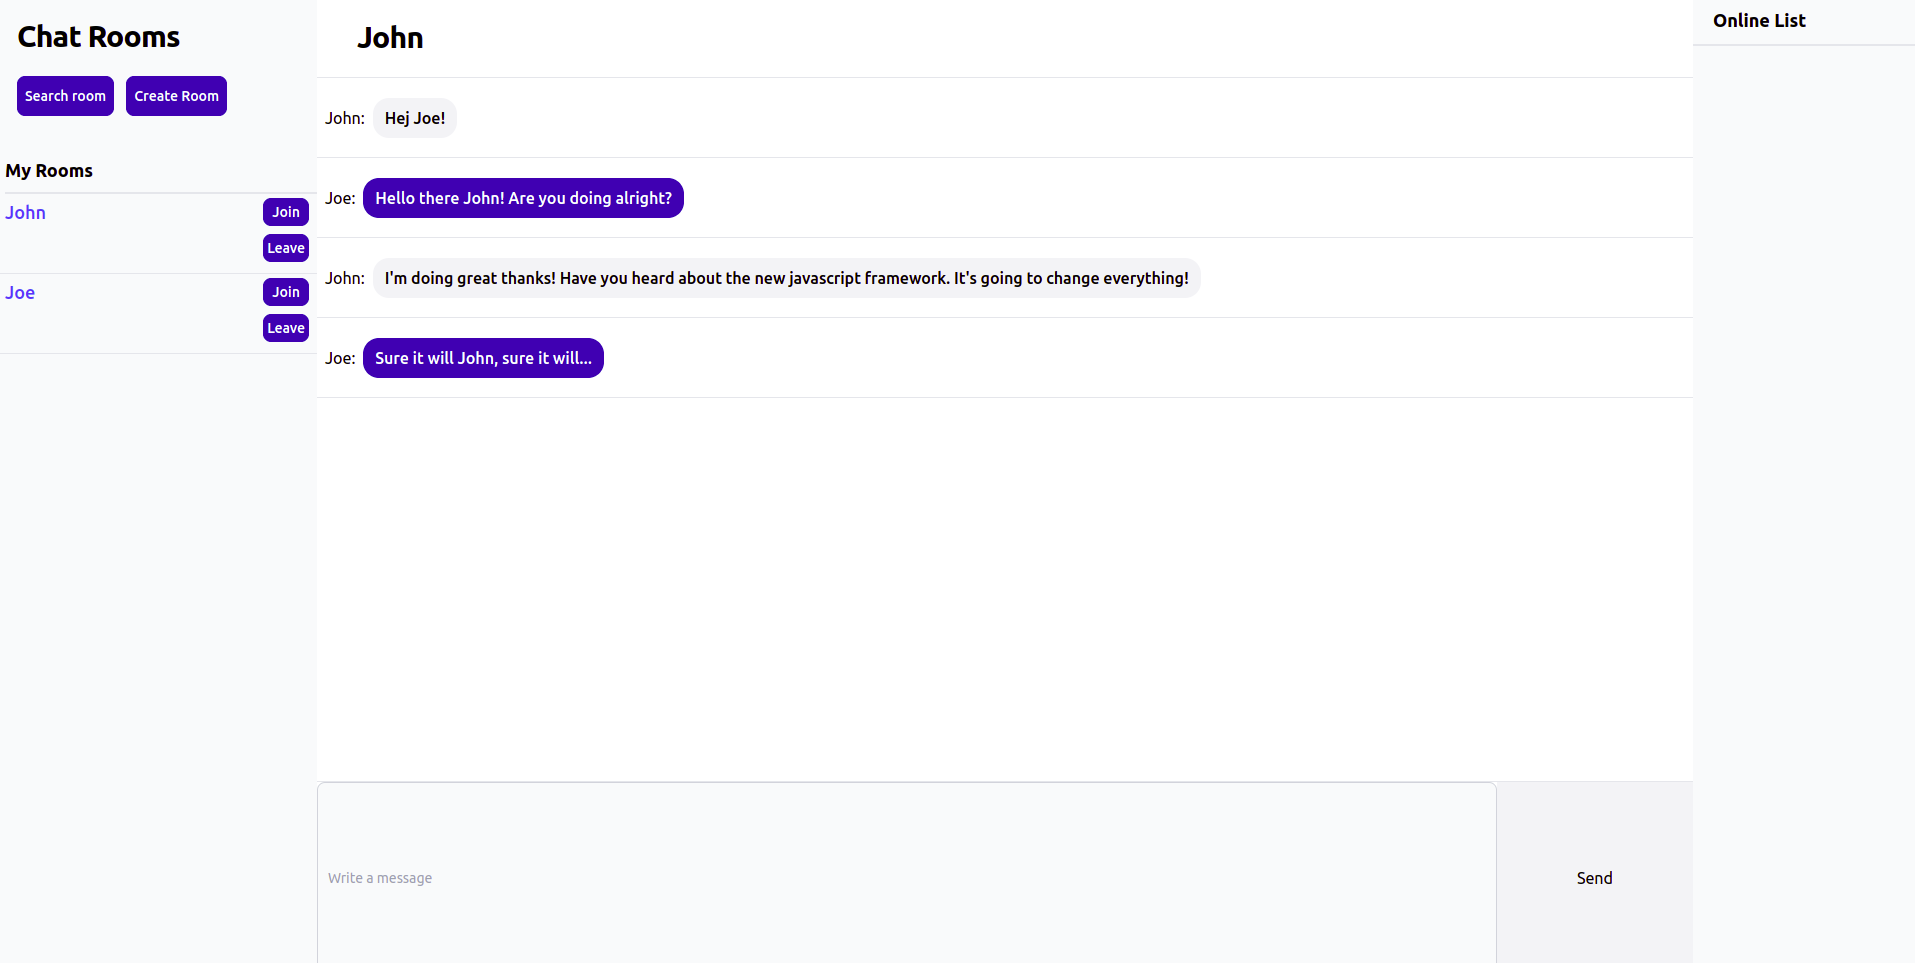 Chat Rooms
Search room Create Room
My Rooms
John Join
Leave
Joe Join
Leave
John
John: Hej Joe!
Joe: Hello there John! Are you doing alright?
John: I'm doing great thanks! Have you heard about the new javascript framework. It's going to change everything!
Joe: Sure it will John, sure it will...
Write a message Send
Online List